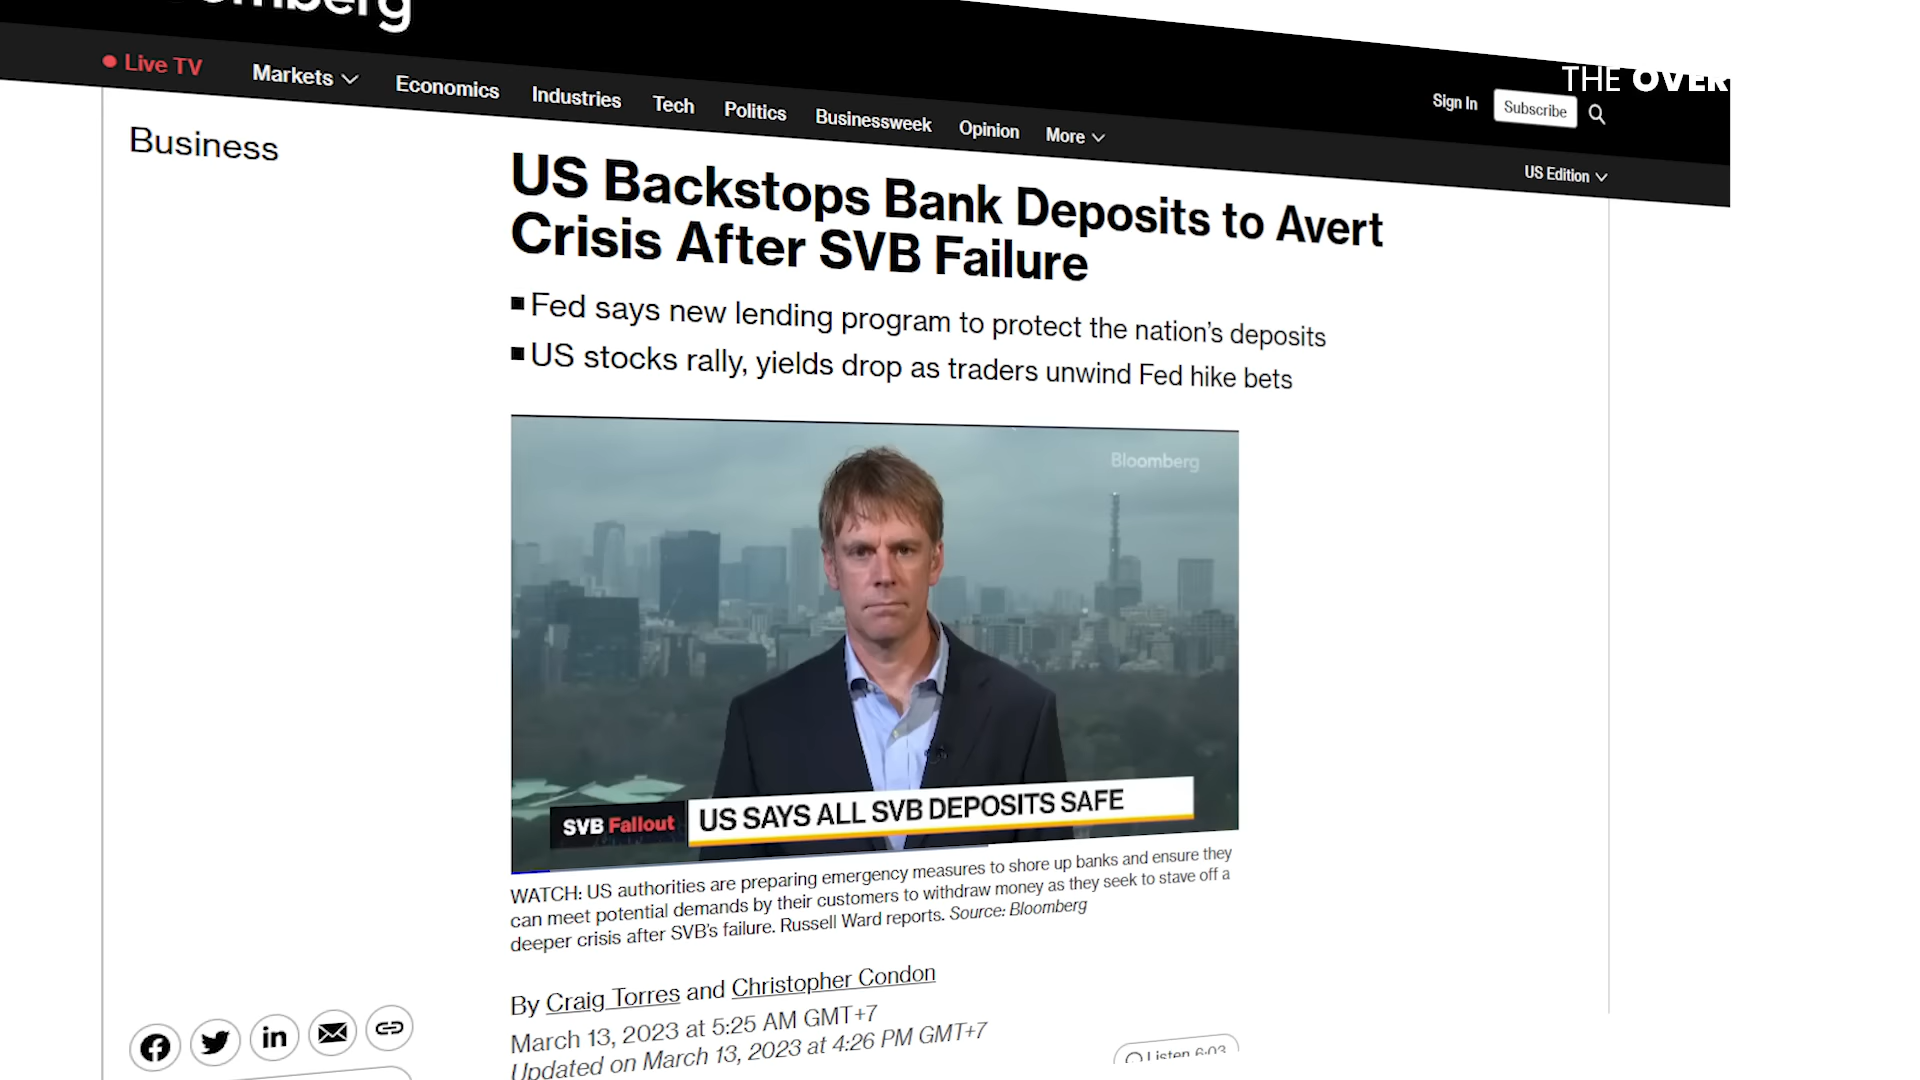 Live TV
Markets
Economics
Industries
Tech
Politics
Businessweek
Opinion
More
Sign In
Subscribe
THE OVER
US Edition
Business
US Backstops Bank Deposits to Avert
Crisis After SVB Failure
Fed says new lending program to protect the nation's deposits
US stocks rally, yields drop as traders unwind Fed hike bets
Bloomberg
SVB Fallout
US SAYS ALL SVB DEPOSITS SAFE
WATCH: US authorities are preparing emergency measures to shore up banks and ensure they
can meet potential demands by their customers to withdraw money as they seek to stave off a
deeper crisis after SVB's failure. Russell Ward reports. Source: Bloomberg
By Craig Torres and Christopher Condon
March 13, 2023 at 5:25 AM GMT+7
Updated on March 13, 2023 at 4:26 PM GMT+7
in
Listen 6:03